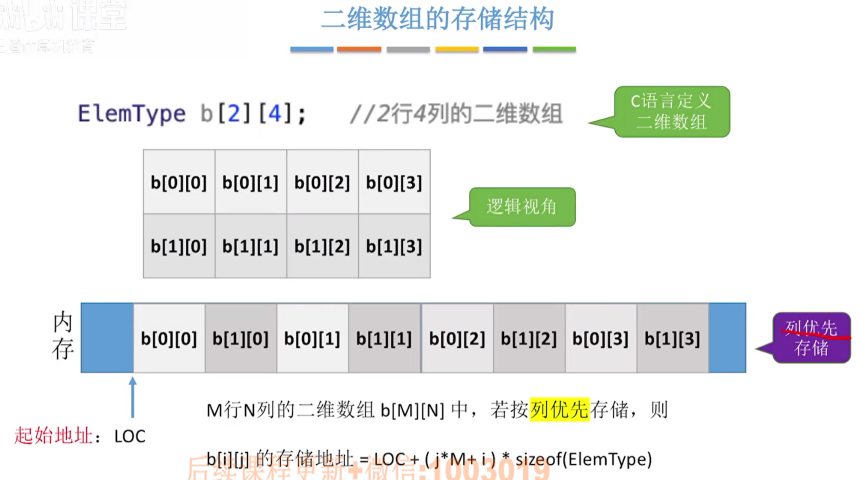 二维数组的存储结构
ElemType b[2][4]; //2行4列的二维数组
C语言定义
二维数组
b[0][0] b[0][1] b[0][2] b[0][3]
逻辑视角
b[1][0] b[1][1] b[1][2] b[1][3]
内存
b[0][0] b[1][0] b[0][1] b[1][1] b[0][2] b[1][2] b[0][3] b[1][3]
列优先
存储
起始地址：LOC
M行N列的二维数组 b[M][N] 中，若按列优先存储，则
b[i][j] 的存储地址 = LOC + ( j*M+ i ) * sizeof(ElemType)
后续课程更新+微信:1003019